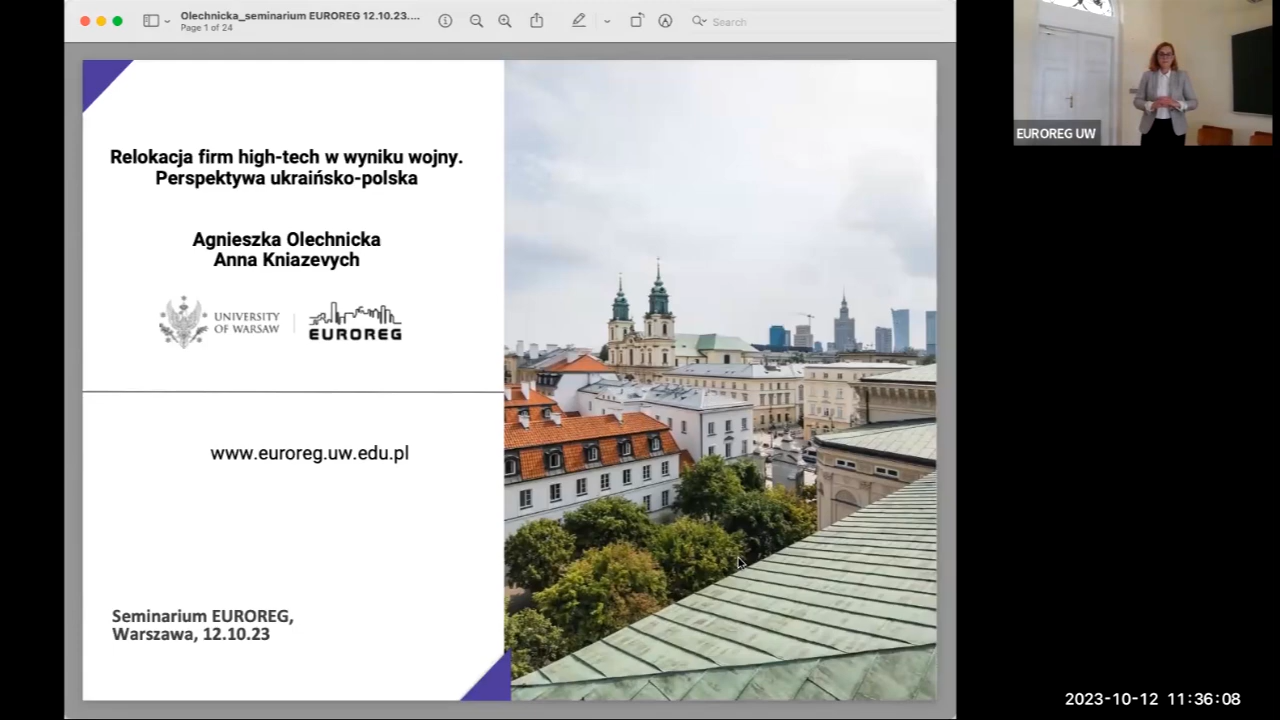 Olechnicka_seminarium EUROREG 12.10.23....
Page 1 of 24
Search
Relokacja firm high-tech w wyniku wojny.
Perspektywa ukraińsko-polska
Agnieszka Olechnicka
Anna Kniazevych
UNIVERSITY
OF WARSAW
EUROREG
www.euroreg.uw.edu.pl
Seminarium EUROREG,
Warszawa, 12.10.23
EUROREG UW
2023-10-12 11:36:08